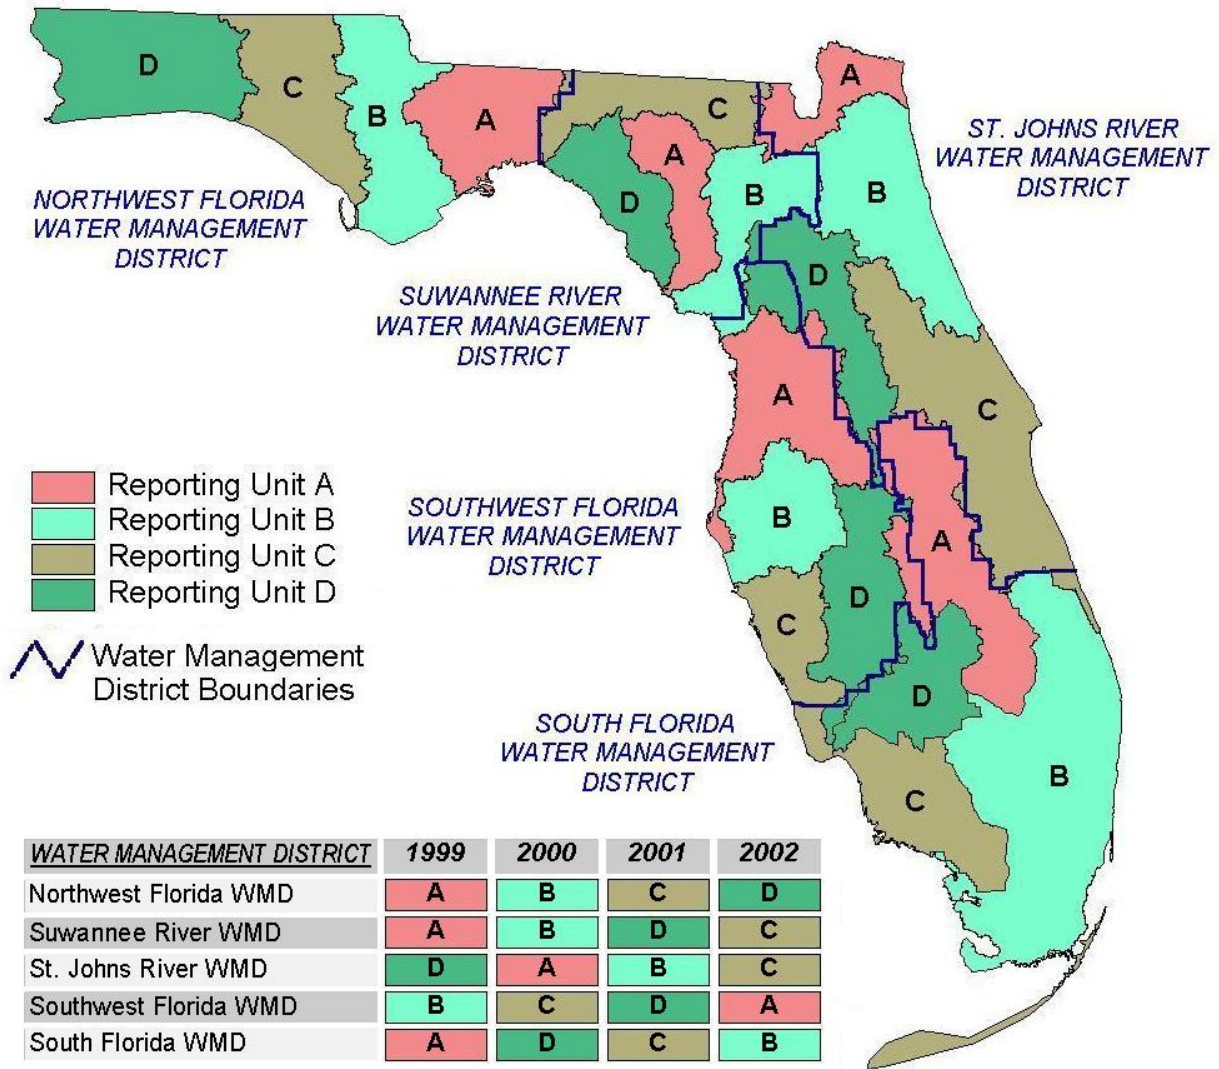 D
C
B
A
C
A
A
D
B
B
D
A
C
B
A
D
C
D
B
C
ST. JOHNS RIVER
WATER MANAGEMENT
DISTRICT
NORTHWEST FLORIDA
WATER MANAGEMENT
DISTRICT
SUWANNEE RIVER
WATER MANAGEMENT
DISTRICT
SOUTHWEST FLORIDA
WATER MANAGEMENT
DISTRICT
SOUTH FLORIDA
WATER MANAGEMENT
DISTRICT
Reporting Unit A
Reporting Unit B
Reporting Unit C
Reporting Unit D
Water Management
District Boundaries
WATER MANAGEMENT DISTRICT 1999 2000 2001 2002
Northwest Florida WMD A B C D
Suwannee River WMD A B D C
St. Johns River WMD D A B C
Southwest Florida WMD B C D A
South Florida WMD A D C B